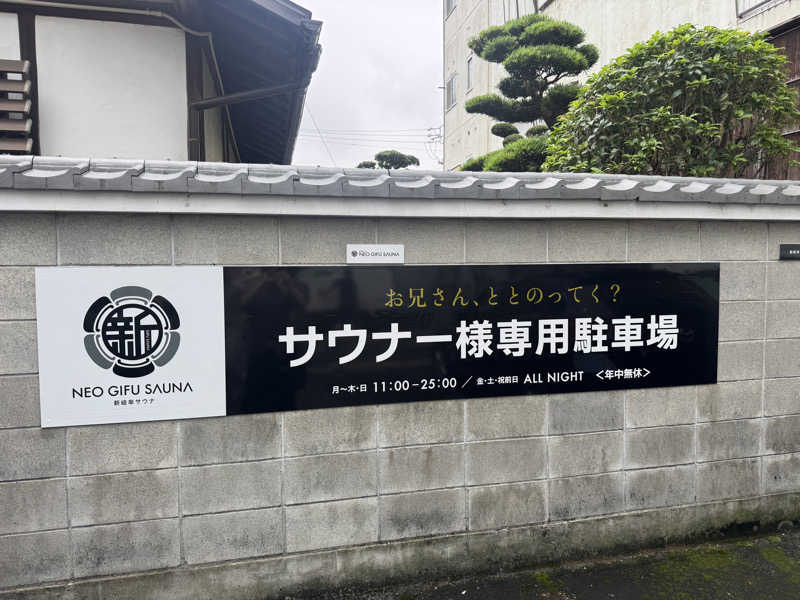 NEO GIFU SAUNA
お兄さん、ととのってく?
サウナー様専用駐車場
月〜木・日 11:00-25:00 / 金・土・祝前日 ALL NIGHT <年中無休>
新
NEO GIFU SAUNA
新岐阜サウナ